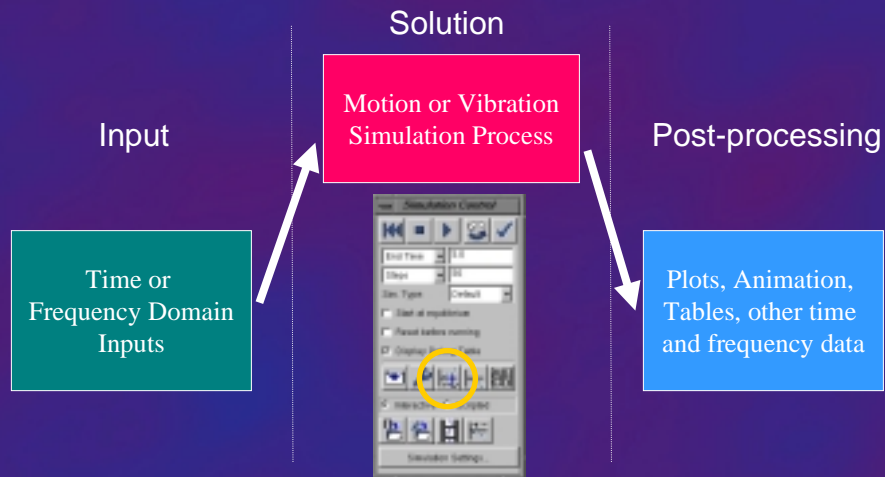 Solution
Motion or Vibration
Simulation Process
Input
Post-processing
Time or
Frequency Domain
Inputs
Simulation Control
End Time
Steps
Sim. Type
Default
Start at equilibrium
Reset before running
Interactive
Simulation Settings...
Plots, Animation,
Tables, other time
and frequency data